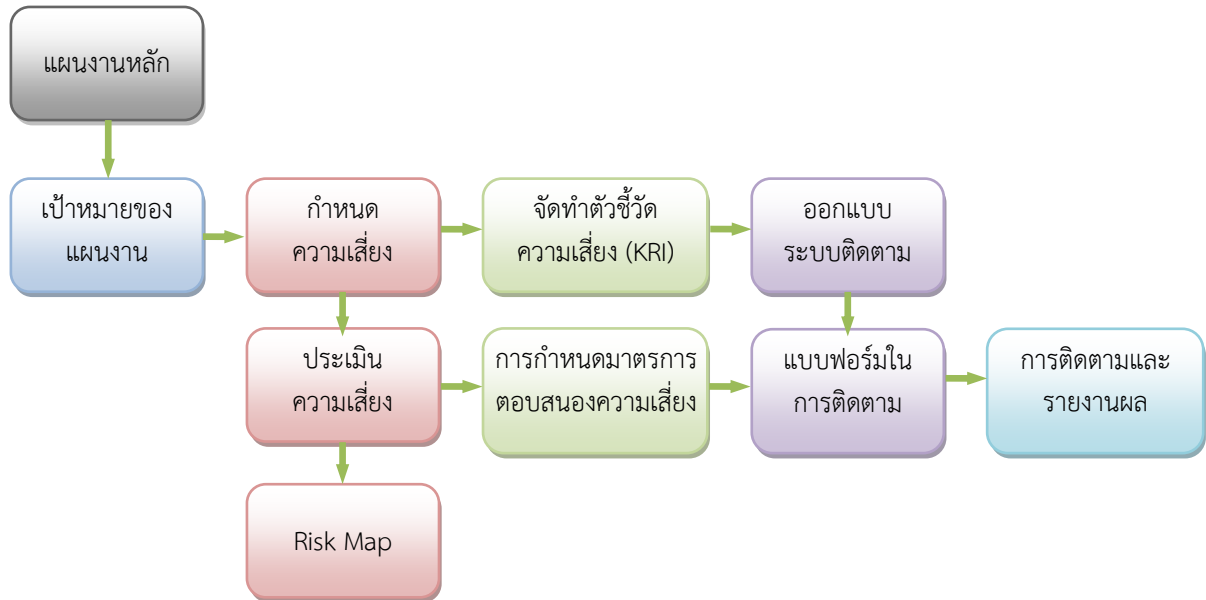 แผนงานหลัก
เป้าหมายของ
แผนงาน
กำหนด
ความเสี่ยง
จัดทำตัวชี้วัด
ความเสี่ยง (KRI)
ออกแบบ
ระบบติดตาม
ประเมิน
ความเสี่ยง
การกำหนดมาตรการ
ตอบสนองความเสี่ยง
แบบฟอร์มใน
การติดตาม
การติดตามและ
รายงานผล
Risk Map